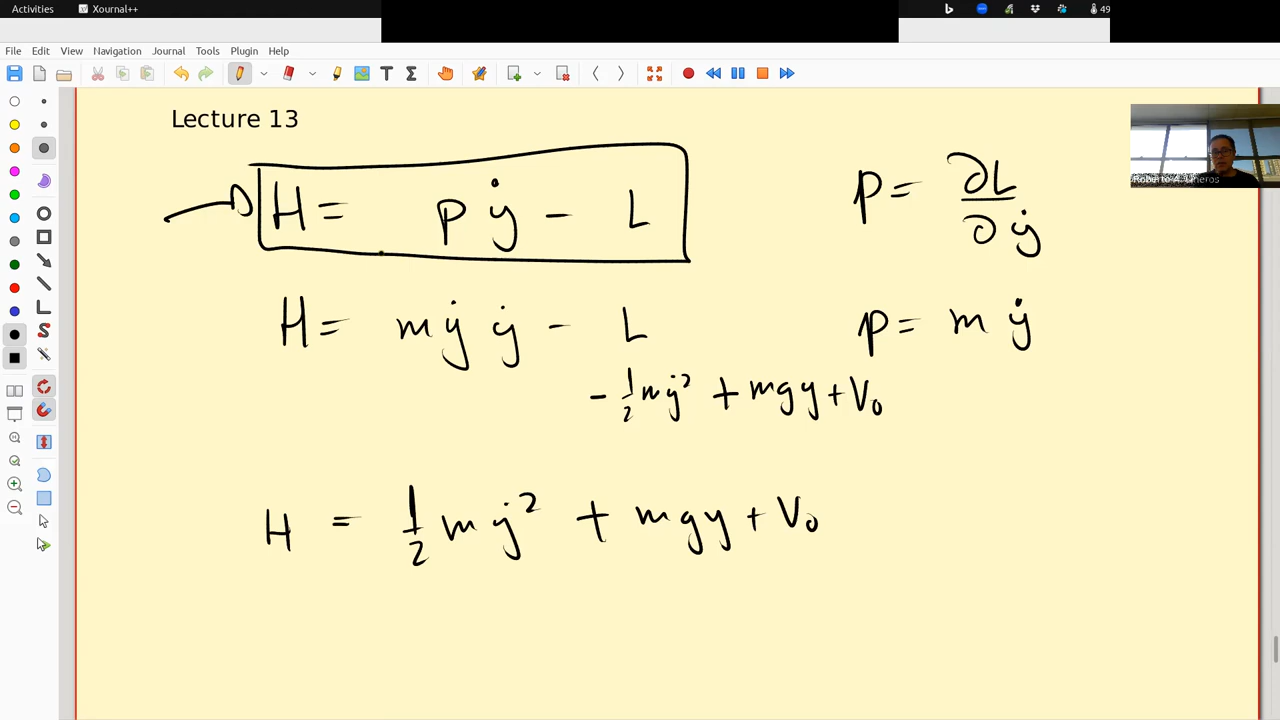 Activities Xournal++ 49
File Edit View Navigation Journal Tools Plugin Help
Lecture 13
H = p ẏ − L
p = ∂L/∂ẏ
H = m ẏ ẏ − L
p = m ẏ
− ½ m ẏ² + m g y + V₀
H = ½ m ẏ² + m g y + V₀